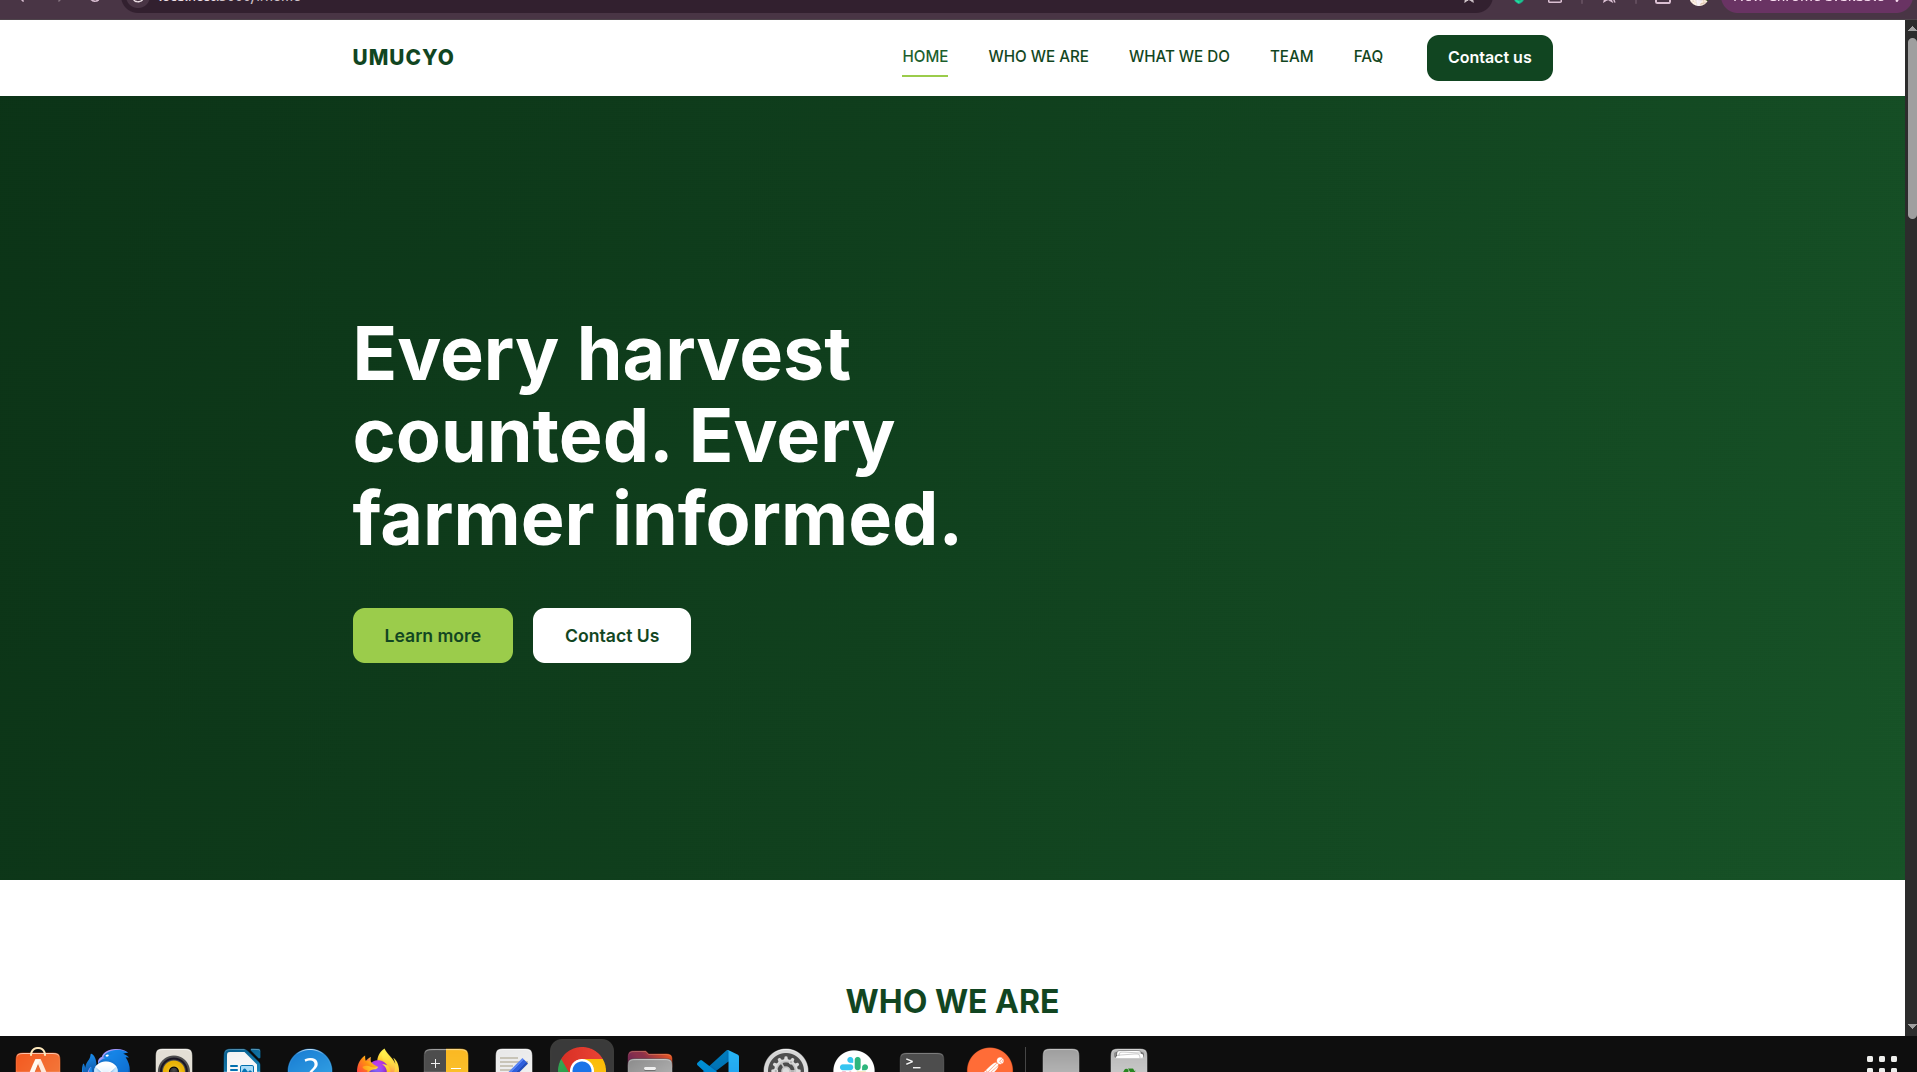 UMUCYO
HOME
WHO WE ARE
WHAT WE DO
TEAM
FAQ
Contact us
Every harvest
counted. Every
farmer informed.
Learn more
Contact Us
WHO WE ARE